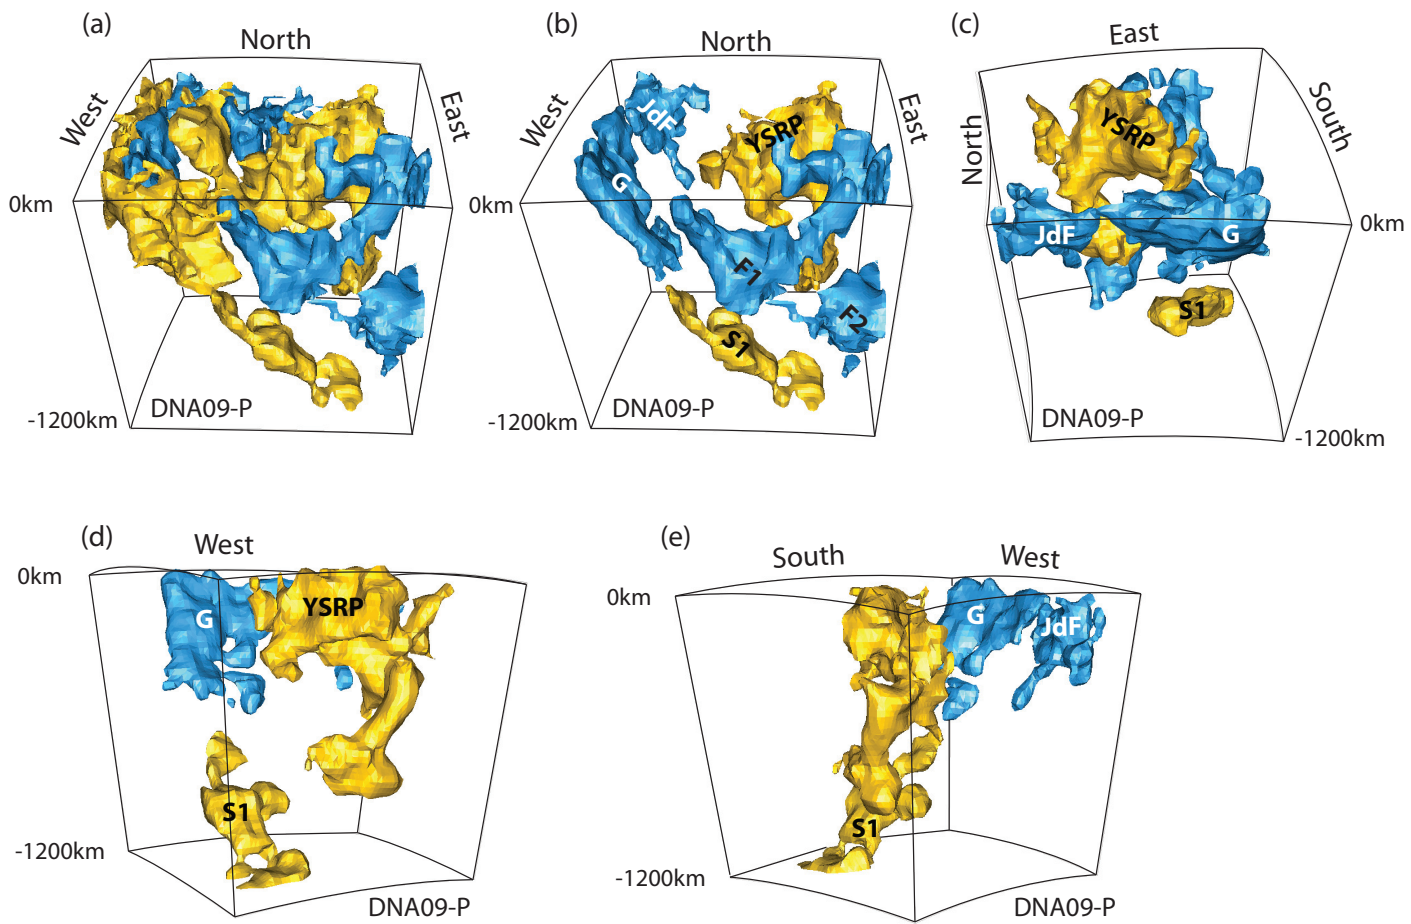 (a)
North
West
East
0km
-1200km
DNA09-P
(b)
North
West
East
JdF
YSRP
G
0km
F1
F2
S1
-1200km
DNA09-P
(c)
East
North
South
YSRP
JdF
G
0km
S1
DNA09-P
-1200km
(d)
West
0km
G
YSRP
S1
-1200km
DNA09-P
(e)
South
West
0km
G
JdF
S1
-1200km
DNA09-P